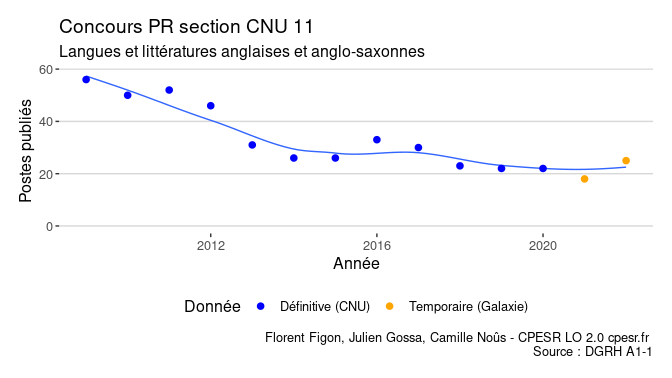 Concours PR section CNU 11
Langues et littératures anglaises et anglo-saxonnes
Postes publiés
60
40
20
0
2012
2016
2020
Année
Donnée
Définitive (CNU)
Temporaire (Galaxie)
Florent Figon, Julien Gossa, Camille Noûs - CPESR LO 2.0 cpesr.fr
Source : DGRH A1-1